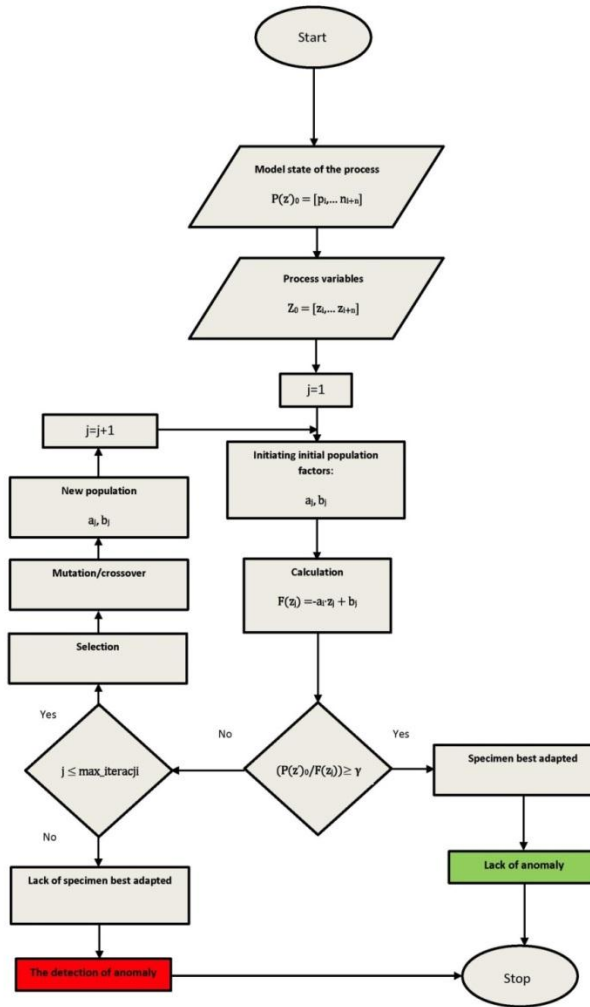 Start
Model state of the process
P(z´)₀ = [pᵢ,... nᵢ₊ₙ]
Process variables
Z₀ = [zᵢ,... zᵢ₊ₙ]
j=1
j=j+1
Initiating initial population
factors:
aⱼ, bⱼ
New population
aⱼ, bⱼ
Mutation/crossover
Calculation
F(zⱼ) =-aᵢ·zⱼ + bⱼ
Selection
Yes
No
Yes
j ≤ max_iteracji
(P(z´)₀/F(zⱼ))≥ γ
Specimen best adapted
No
Lack of specimen best adapted
Lack of anomaly
The detection of anomaly
Stop